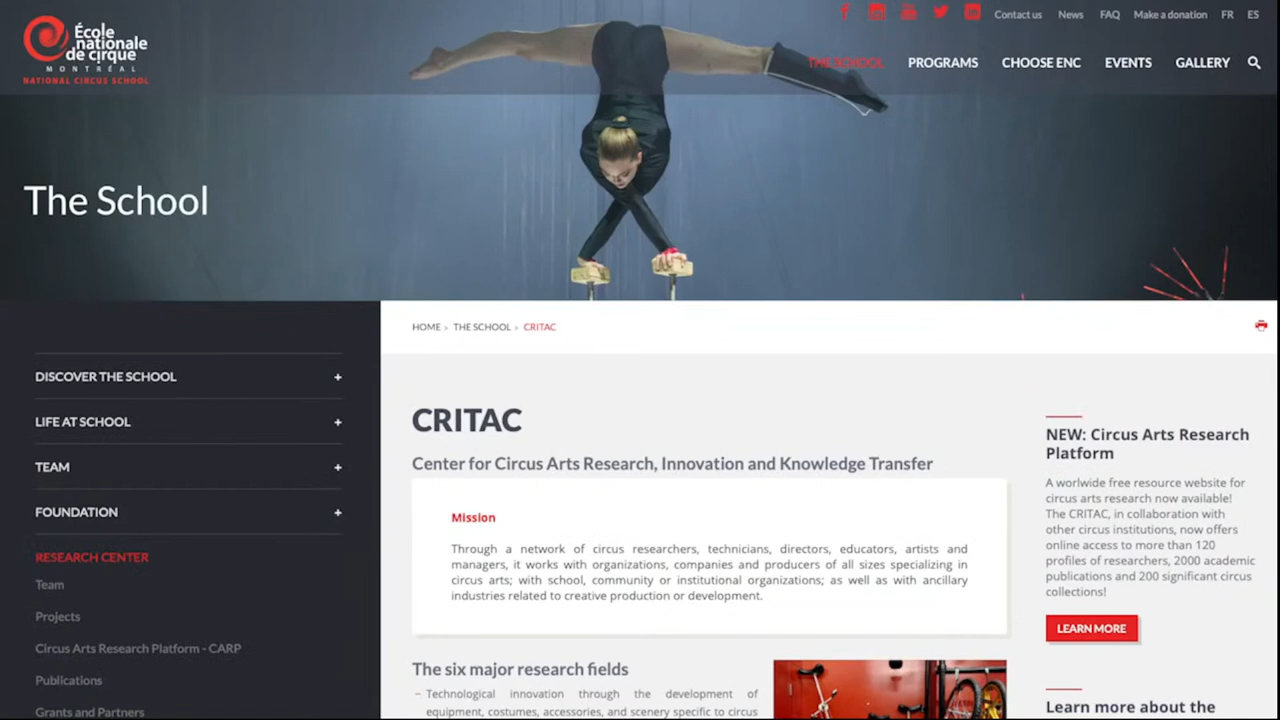 École
nationale
de cirque
MONTRÉAL
NATIONAL CIRCUS SCHOOL
Contact us
News
FAQ
Make a donation
FR
ES
THE SCHOOL
PROGRAMS
CHOOSE ENC
EVENTS
GALLERY
The School
HOME > THE SCHOOL > CRITAC
DISCOVER THE SCHOOL +
LIFE AT SCHOOL +
TEAM +
FOUNDATION +
RESEARCH CENTER
Team
Projects
Circus Arts Research Platform - CARP
Publications
Grants and Partners
CRITAC
Center for Circus Arts Research, Innovation and Knowledge Transfer
Mission
Through a network of circus researchers, technicians, directors, educators, artists and
managers, it works with organizations, companies and producers of all sizes specializing in
circus arts; with school, community or institutional organizations; as well as with ancillary
industries related to creative production or development.
The six major research fields
– Technological innovation through the development of
equipment, costumes, accessories, and scenery specific to circus
NEW: Circus Arts Research
Platform
A worlwide free resource website for
circus arts research now available!
The CRITAC, in collaboration with
other circus institutions, now offers
online access to more than 120
profiles of researchers, 2000 academic
publications and 200 significant circus
collections!
LEARN MORE
Learn more about the